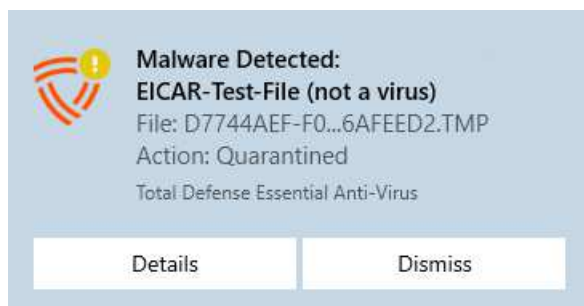 Malware Detected:
EICAR-Test-File (not a virus)
File: D7744AEF-F0...6AFEED2.TMP
Action: Quarantined
Total Defense Essential Anti-Virus
Details
Dismiss